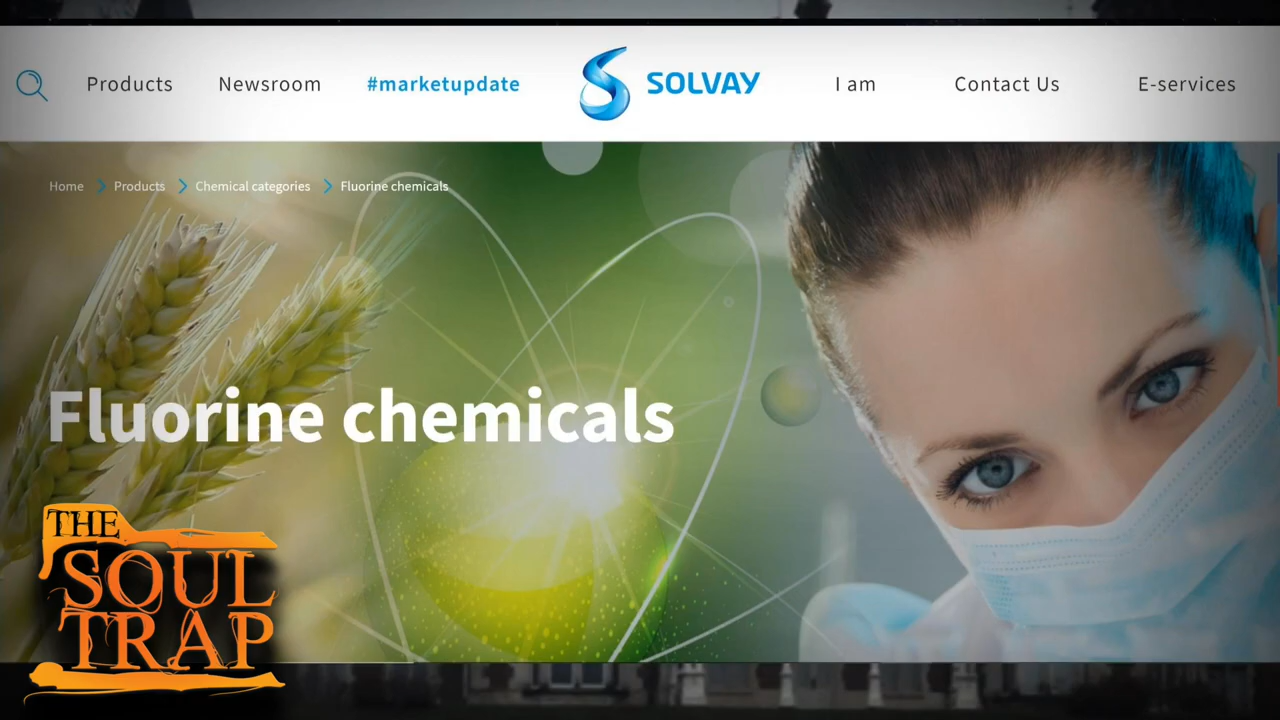 Products Newsroom #marketupdate SOLVAY I am Contact Us E-services
Home Products Chemical categories Fluorine chemicals
Fluorine chemicals
THE
SOUL
TRAP